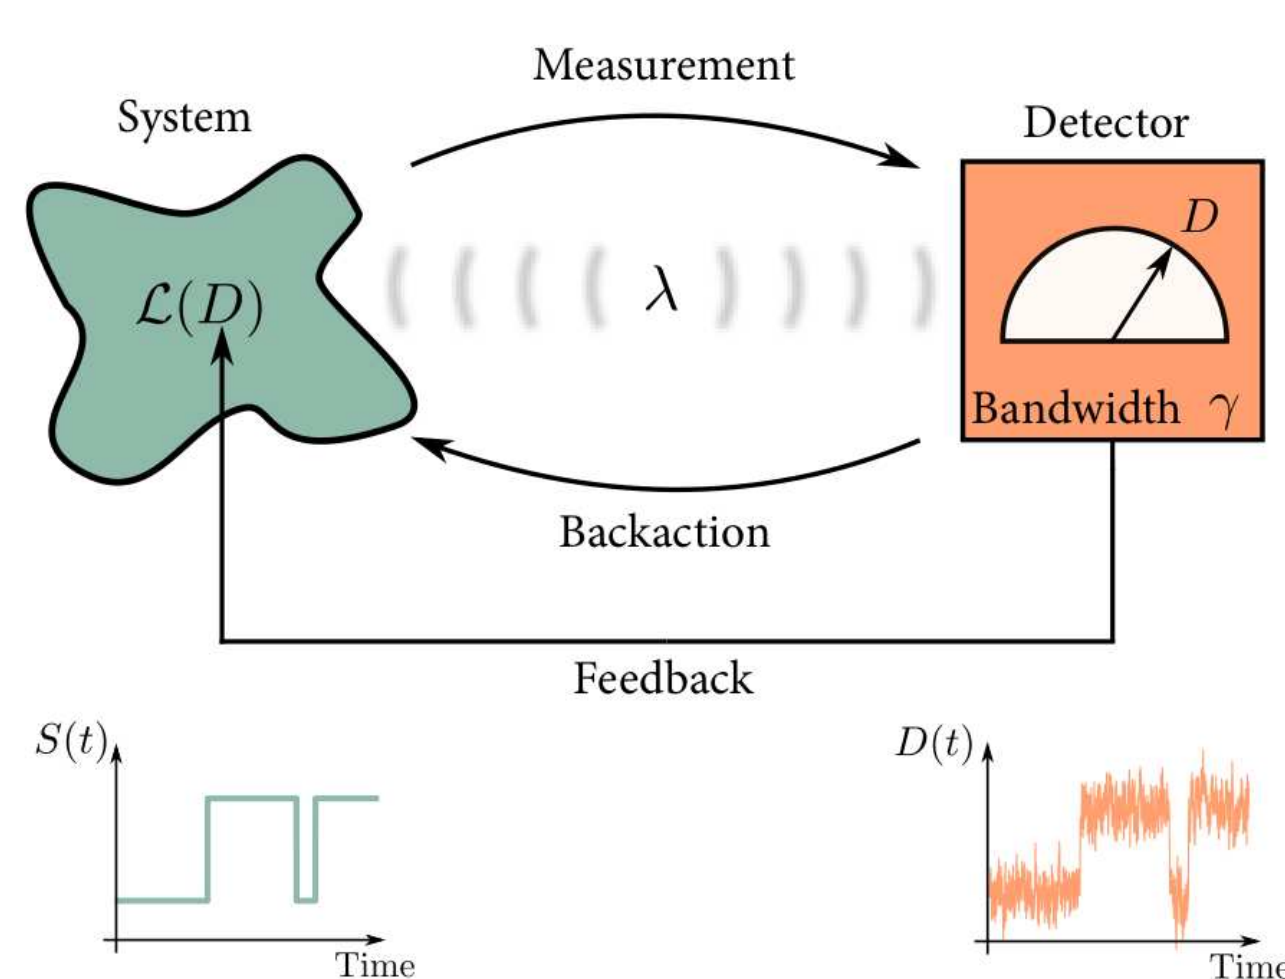 Measurement
System
Detector
D
ℒ(D)
λ
Bandwidth γ
Backaction
Feedback
S(t)
D(t)
Time
Time